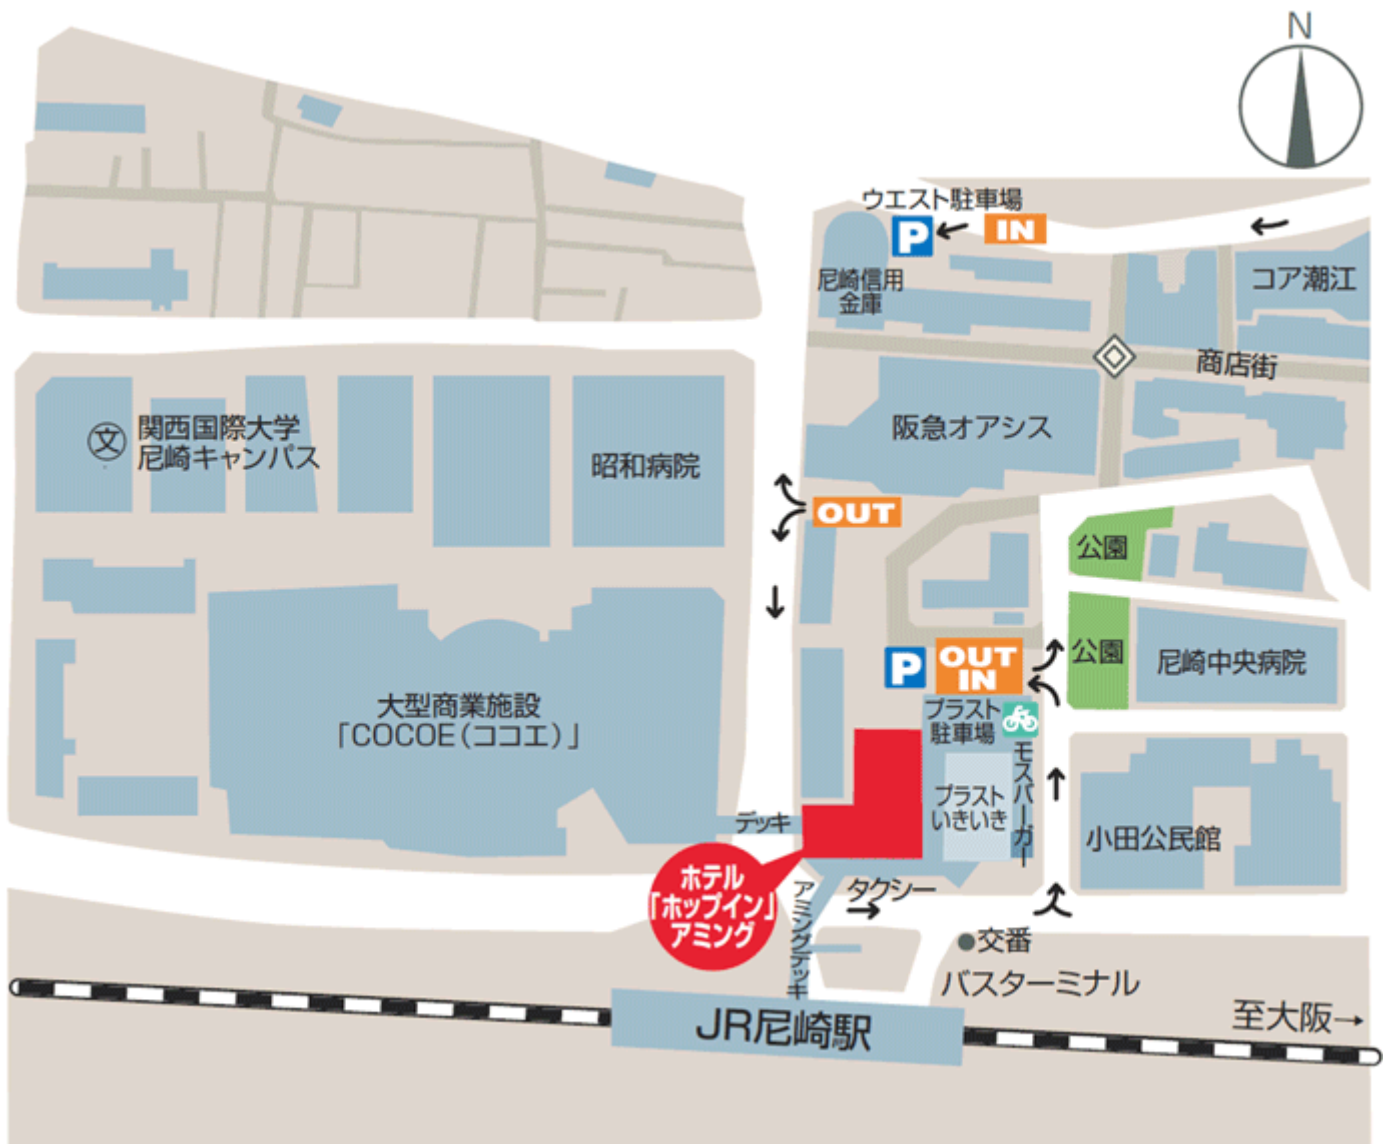 N
ウエスト駐車場
P
IN
尼崎信用
金庫
コア潮江
商店街
阪急オアシス
文
関西国際大学
尼崎キャンパス
昭和病院
OUT
公園
公園
尼崎中央病院
P
OUT
IN
プラスト
駐車場
モスバーガー
プラスト
いきいき
大型商業施設
「COCOE(ココエ)」
デッキ
小田公民館
ホテル
「ホップイン」
アミング
アミングデッキ
タクシー
交番
バスターミナル
JR尼崎駅
至大阪→